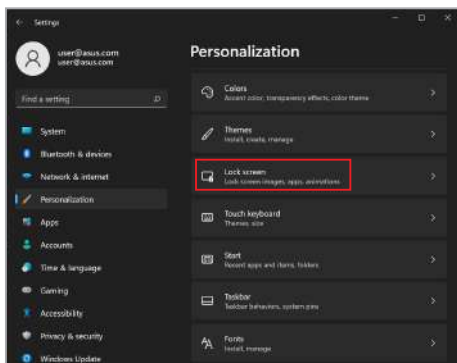 Settings
user@asus.com
user@asus.com
Find a setting
System
Bluetooth & devices
Network & internet
Personalization
Apps
Accounts
Time & language
Gaming
Accessibility
Privacy & security
Windows Update
Personalization
Colors
Accent color, transparency effects, color theme
Themes
Install, create, manage
Lock screen
Lock screen images, apps, animations
Touch keyboard
Themes, size
Start
Recent apps and items, folders
Taskbar
Taskbar behaviors, system pins
Fonts
Install, manage